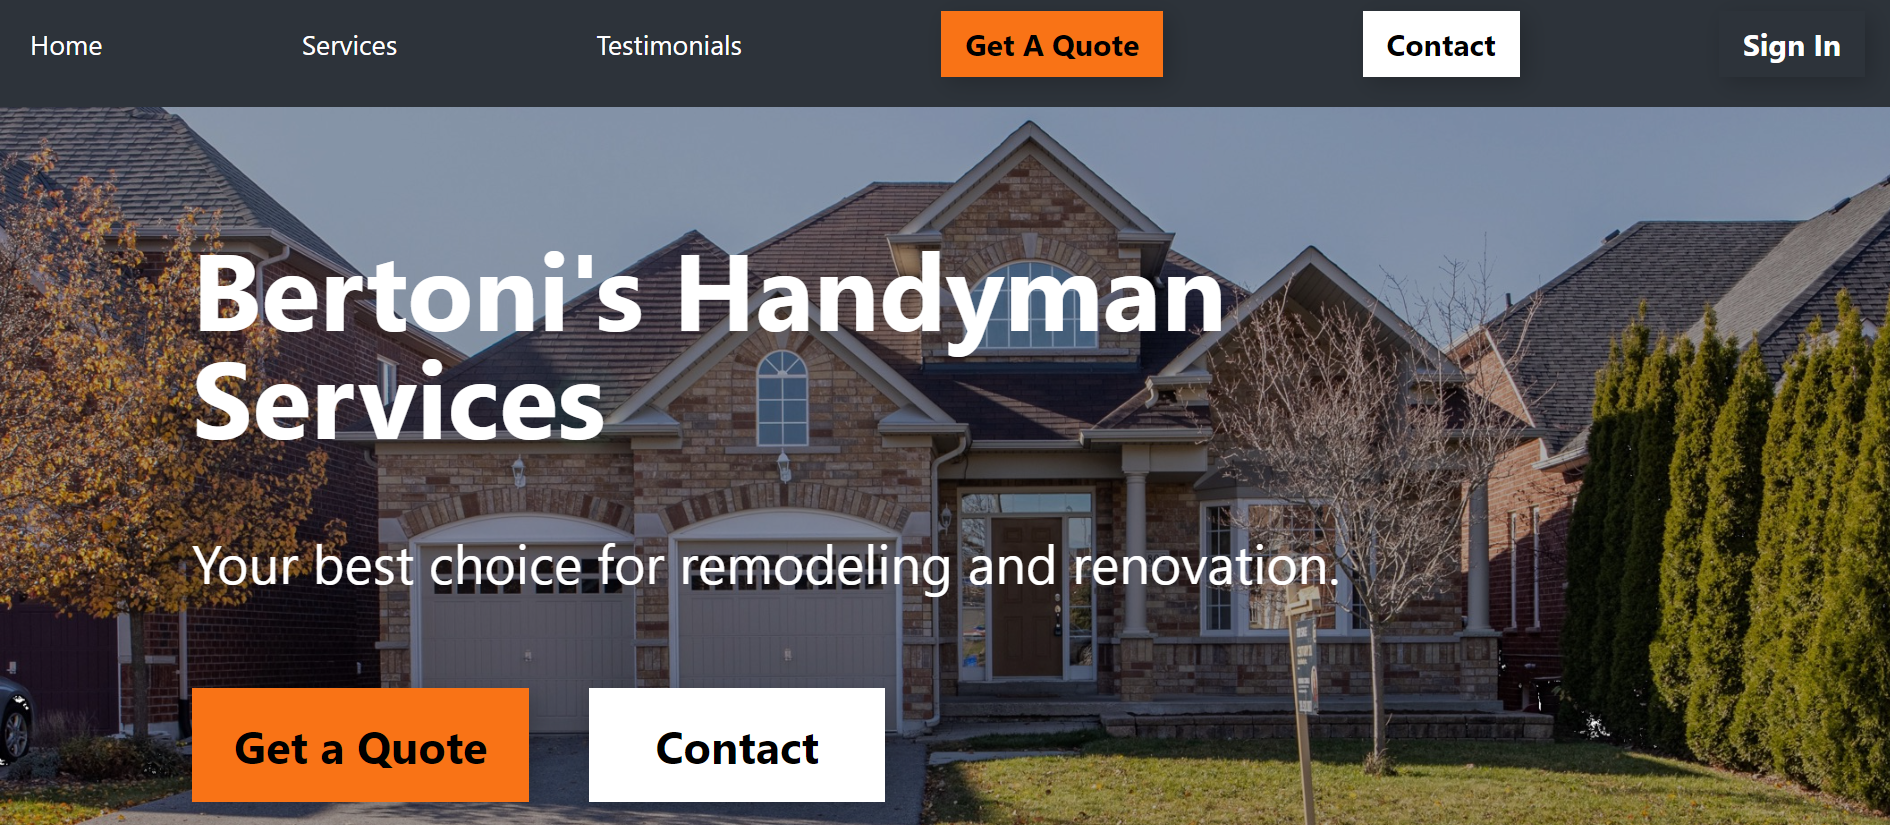 Home
Services
Testimonials
Get A Quote
Contact
Sign In
Bertoni's Handyman
Services
Your best choice for remodeling and renovation.
Get a Quote
Contact